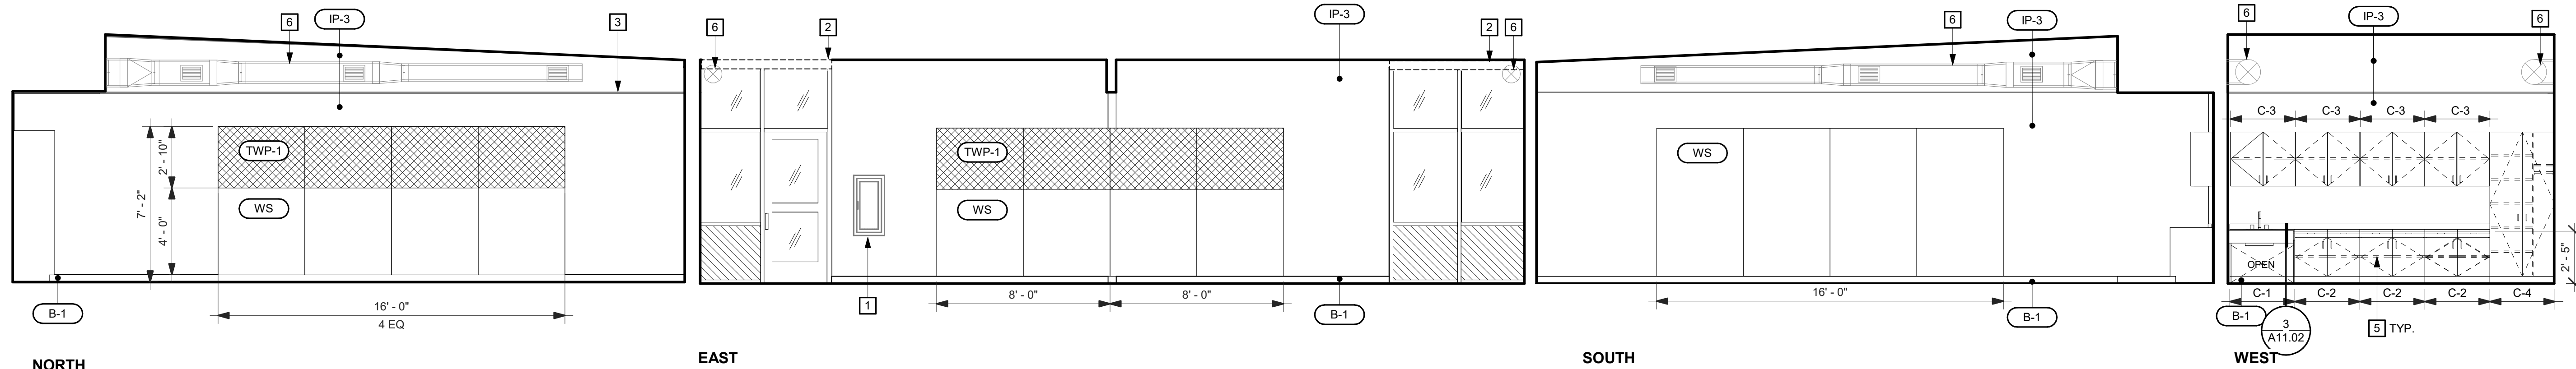 6
IP-3
3
TWP-1
WS
2' - 10"
7' - 2"
4' - 0"
16' - 0"
4 EQ
B-1
NORTH
6
2
IP-3
2
6
TWP-1
WS
1
8' - 0"
8' - 0"
B-1
EAST
6
IP-3
WS
16' - 0"
B-1
SOUTH
6
IP-3
6
C-3
C-3
C-3
C-3
OPEN
2' - 5"
C-1
C-2
C-2
C-2
C-4
B-1
3
A11.02
5 TYP.
WEST